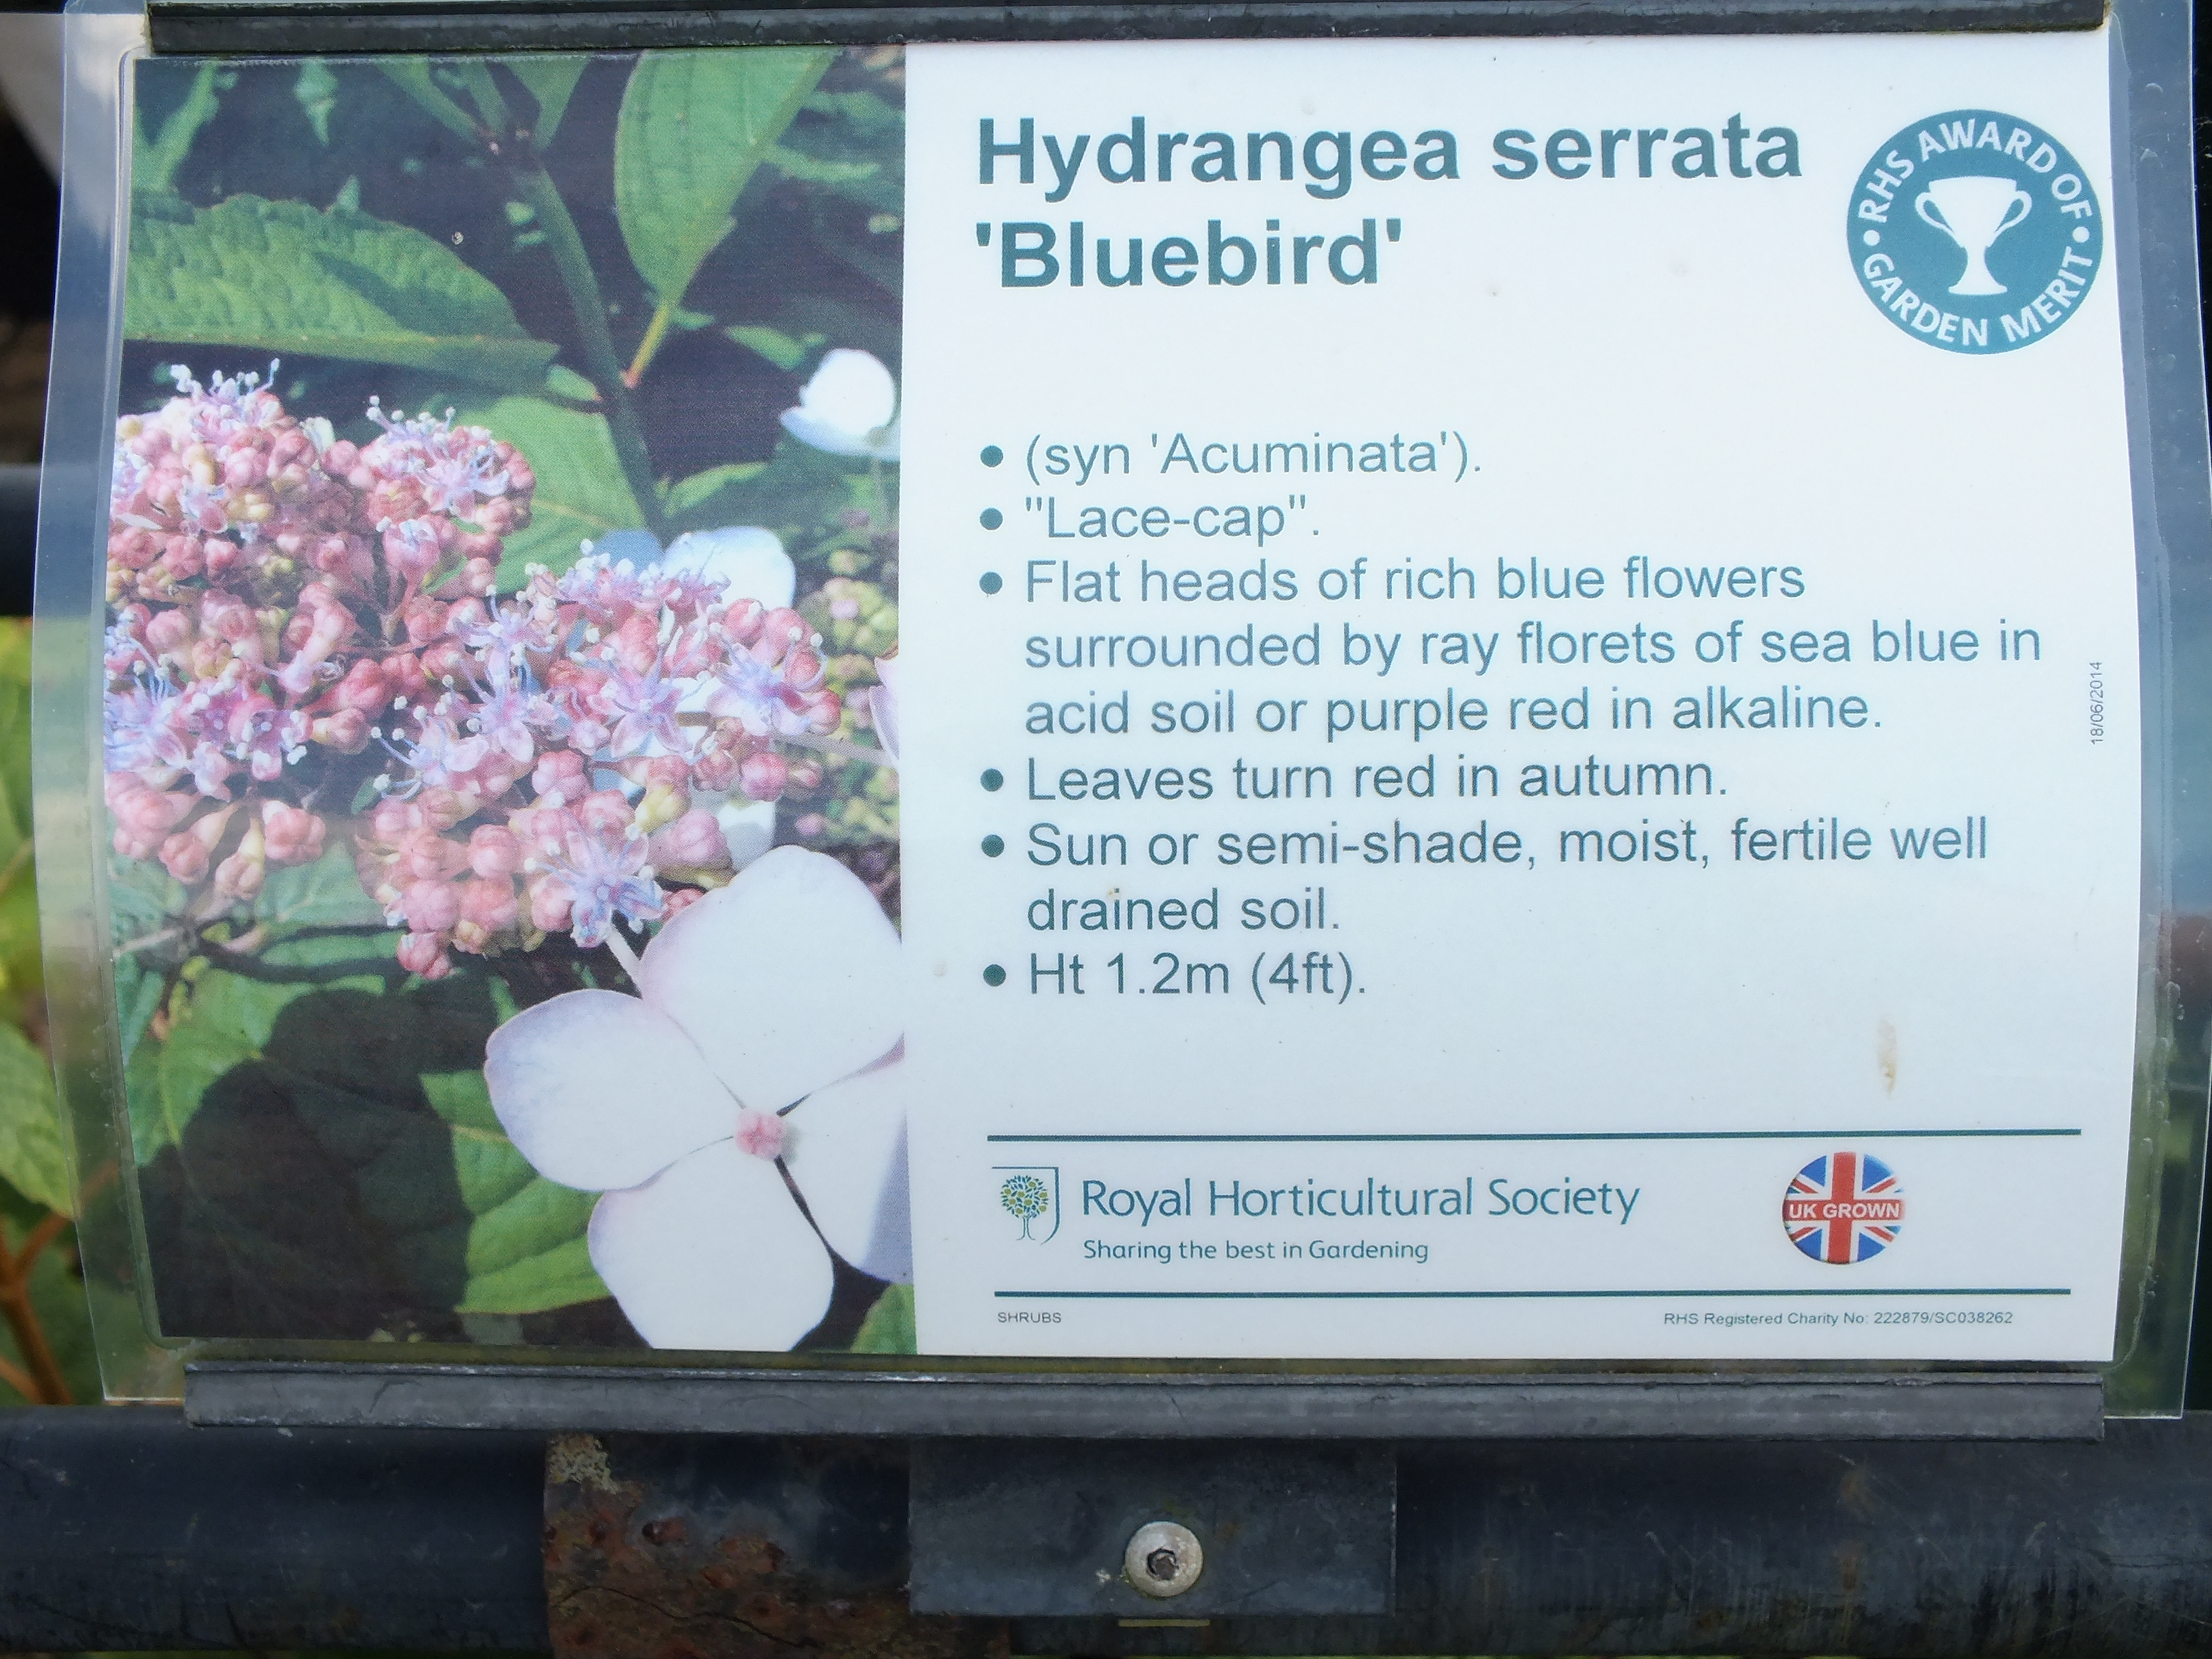 Hydrangea serrata
'Bluebird'
RHS AWARD OF
GARDEN MERIT
• (syn 'Acuminata').
• "Lace-cap".
• Flat heads of rich blue flowers
surrounded by ray florets of sea blue in
acid soil or purple red in alkaline.
• Leaves turn red in autumn.
• Sun or semi-shade, moist, fertile well
drained soil.
• Ht 1.2m (4ft).
18/06/2014
Royal Horticultural Society
Sharing the best in Gardening
UK GROWN
SHRUBS
RHS Registered Charity No: 222879/SC038262